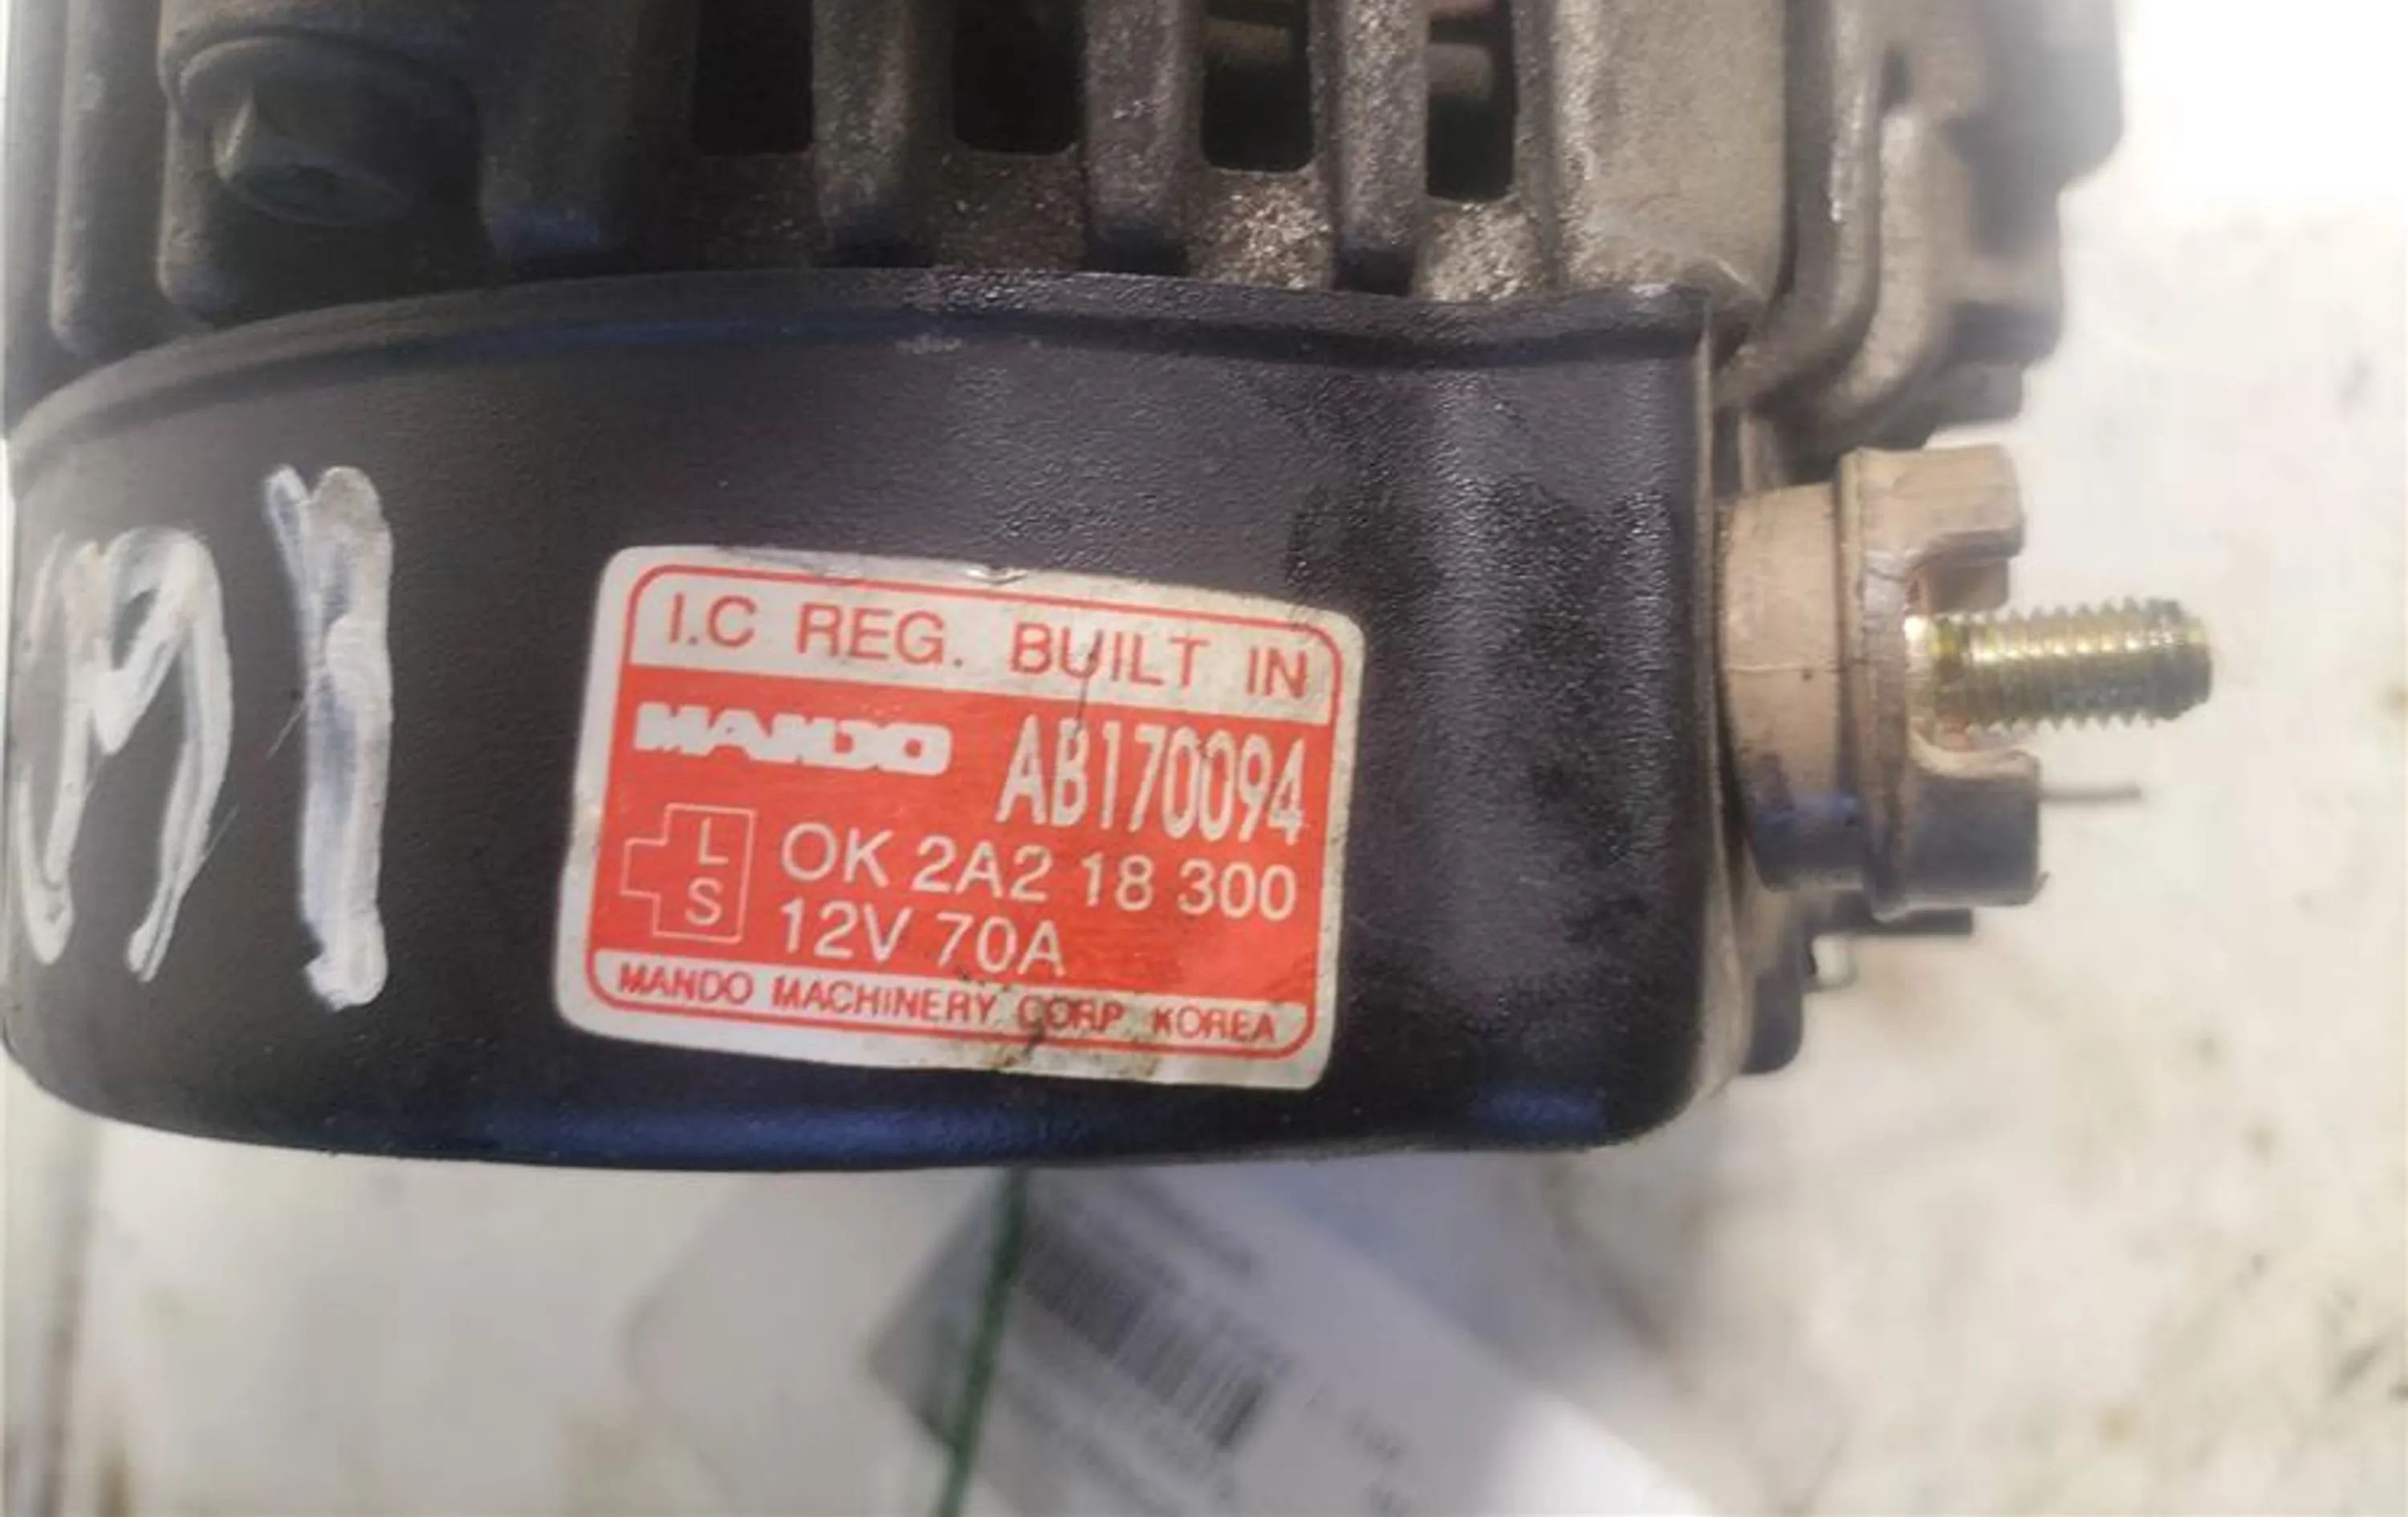 I.C REG. BUILT IN
MANDO AB170094
L OK 2A2 18 300
S 12V 70A
MANDO MACHINERY CORP. KOREA